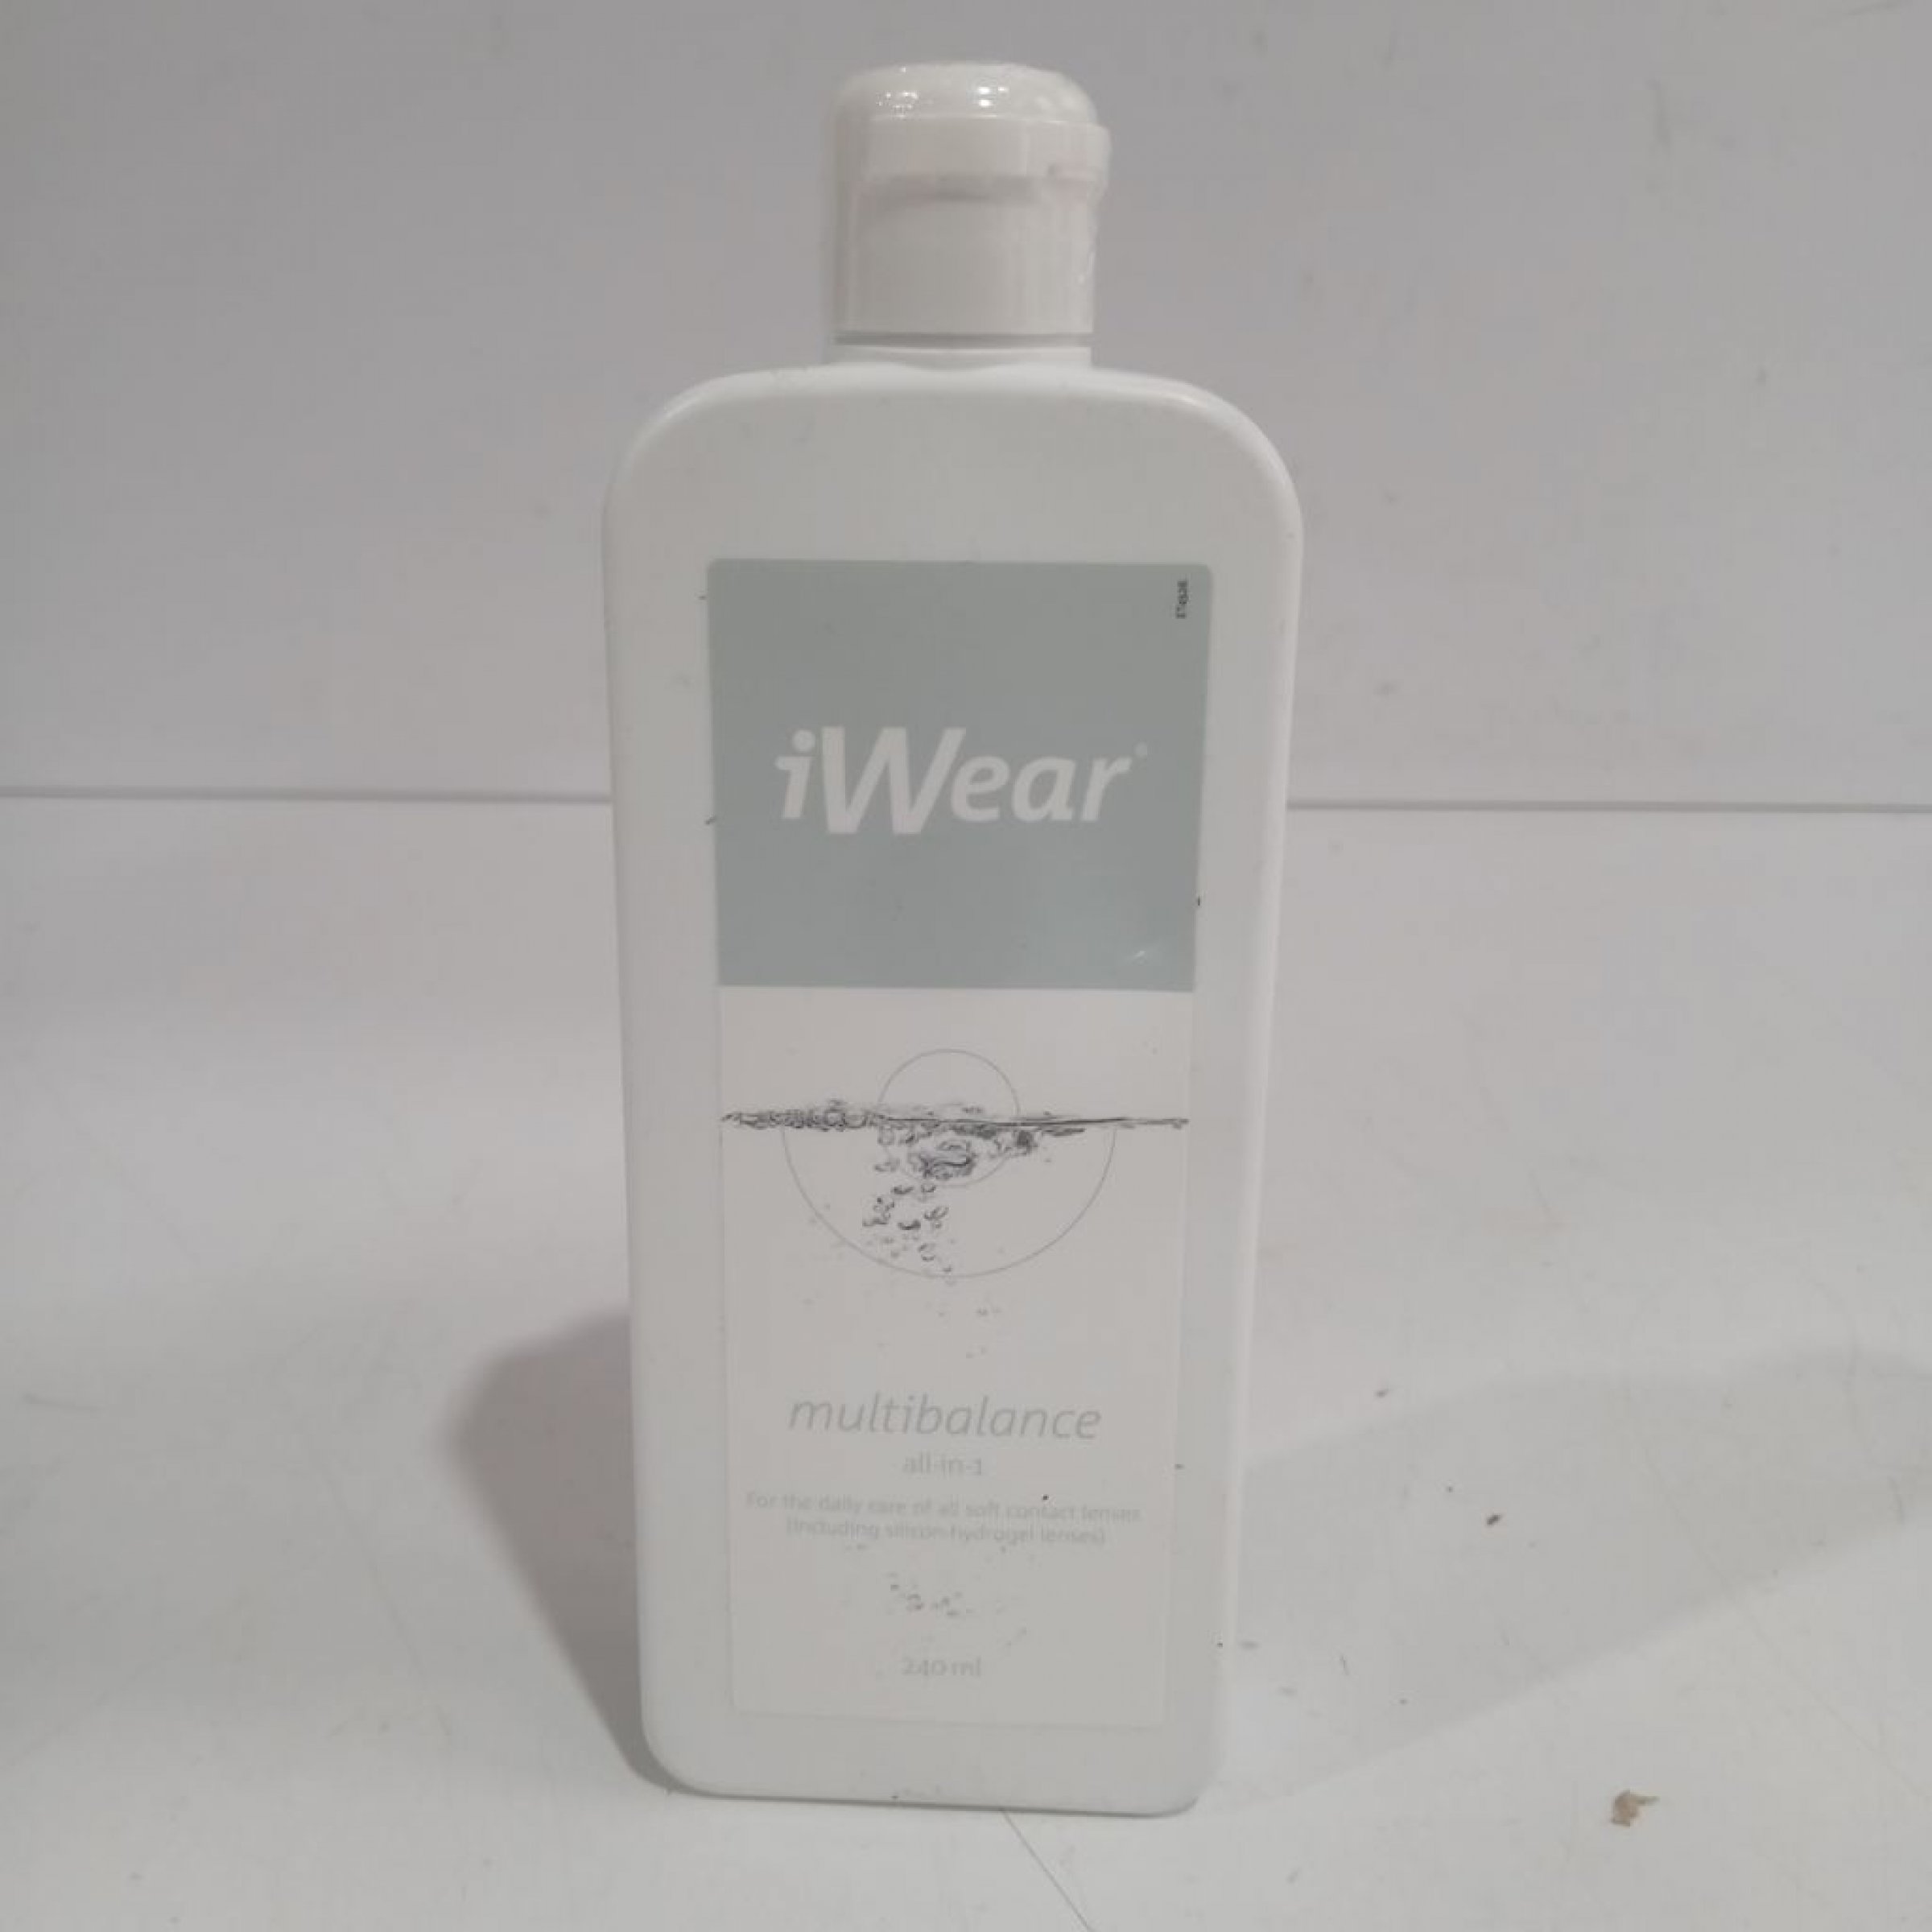 iWear
multibalance
all-in-1
For the daily care of all soft contact lenses
(including silicon-hydrogel lenses)
240 ml